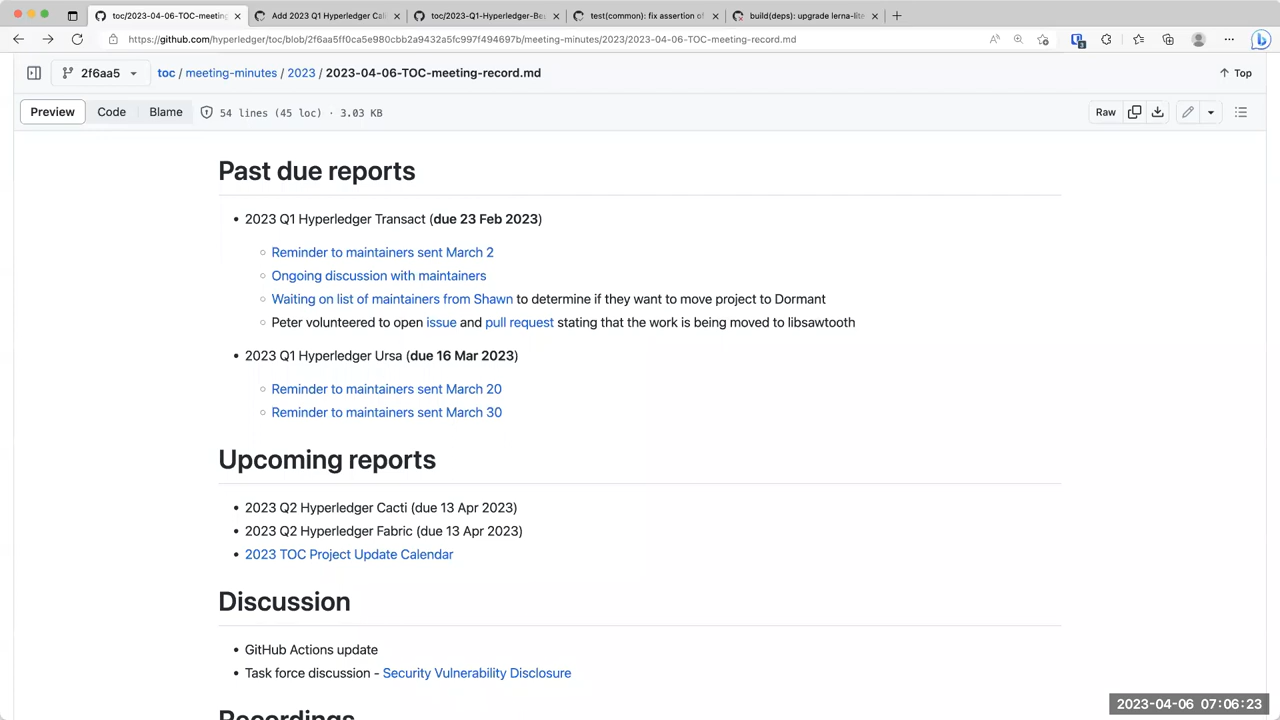 toc/2023-04-06-TOC-meeting-
Add 2023 Q1 Hyperledger Cal
toc/2023-Q1-Hyperledger-Be
test(common): fix assertion of
build(deps): upgrade lerna-lite
https://github.com/hyperledger/toc/blob/2f6aa5ff0ca5e980cbb2a9432a5fc997f494697b/meeting-minutes/2023/2023-04-06-TOC-meeting-record.md
2f6aa5 toc / meeting-minutes / 2023 / 2023-04-06-TOC-meeting-record.md Top
Preview Code Blame 54 lines (45 loc) · 3.03 KB Raw
Past due reports
2023 Q1 Hyperledger Transact (due 23 Feb 2023)
Reminder to maintainers sent March 2
Ongoing discussion with maintainers
Waiting on list of maintainers from Shawn to determine if they want to move project to Dormant
Peter volunteered to open issue and pull request stating that the work is being moved to libsawtooth
2023 Q1 Hyperledger Ursa (due 16 Mar 2023)
Reminder to maintainers sent March 20
Reminder to maintainers sent March 30
Upcoming reports
2023 Q2 Hyperledger Cacti (due 13 Apr 2023)
2023 Q2 Hyperledger Fabric (due 13 Apr 2023)
2023 TOC Project Update Calendar
Discussion
GitHub Actions update
Task force discussion - Security Vulnerability Disclosure
Recordings
2023-04-06 07:06:23